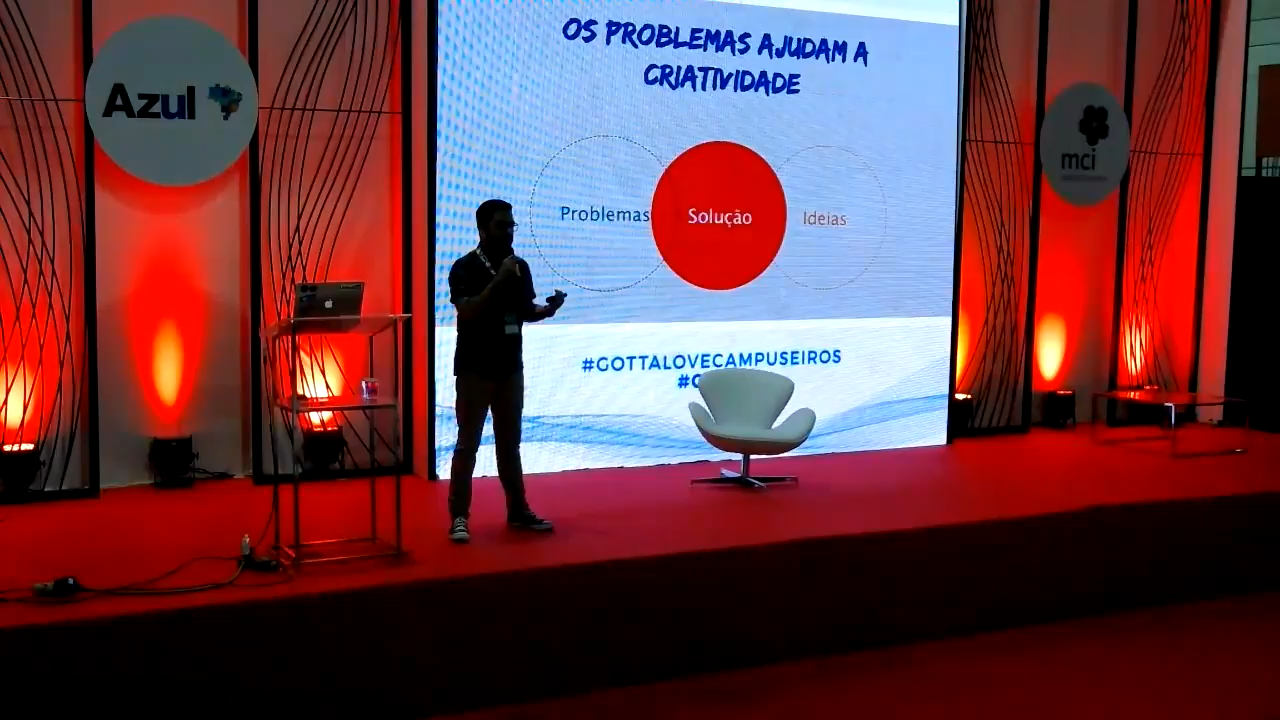 OS PROBLEMAS AJUDAM A
CRIATIVIDADE
Azul
mci
Problemas
Solução
Ideias
#GOTTALOVECAMPUSEIROS